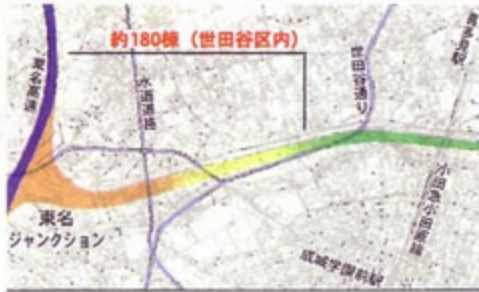 約180棟（世田谷区内）
東名高速
水道道路
世田谷通り
喜多見駅
小田急小田原線
東名
ジャンクション
成城学園前駅